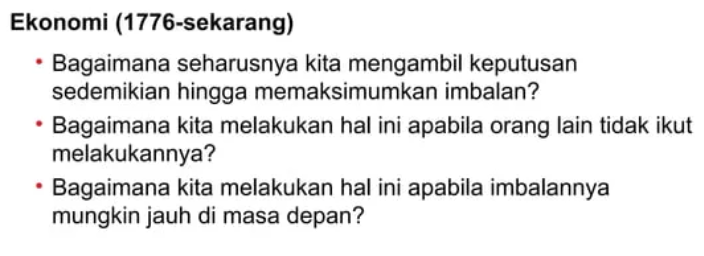 Ekonomi (1776-sekarang)
• Bagaimana seharusnya kita mengambil keputusan
sedemikian hingga memaksimumkan imbalan?
• Bagaimana kita melakukan hal ini apabila orang lain tidak ikut
melakukannya?
• Bagaimana kita melakukan hal ini apabila imbalannya
mungkin jauh di masa depan?